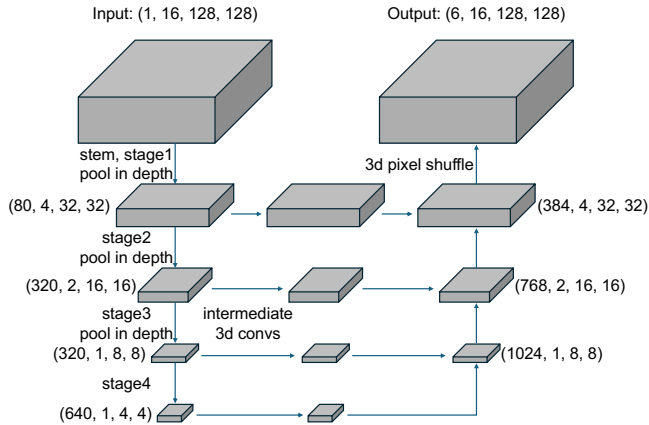 Input: (1, 16, 128, 128)
Output: (6, 16, 128, 128)
stem, stage1
pool in depth
3d pixel shuffle
(80, 4, 32, 32)
(384, 4, 32, 32)
stage2
pool in depth
(320, 2, 16, 16)
(768, 2, 16, 16)
stage3
pool in depth
intermediate
3d convs
(320, 1, 8, 8)
(1024, 1, 8, 8)
stage4
(640, 1, 4, 4)